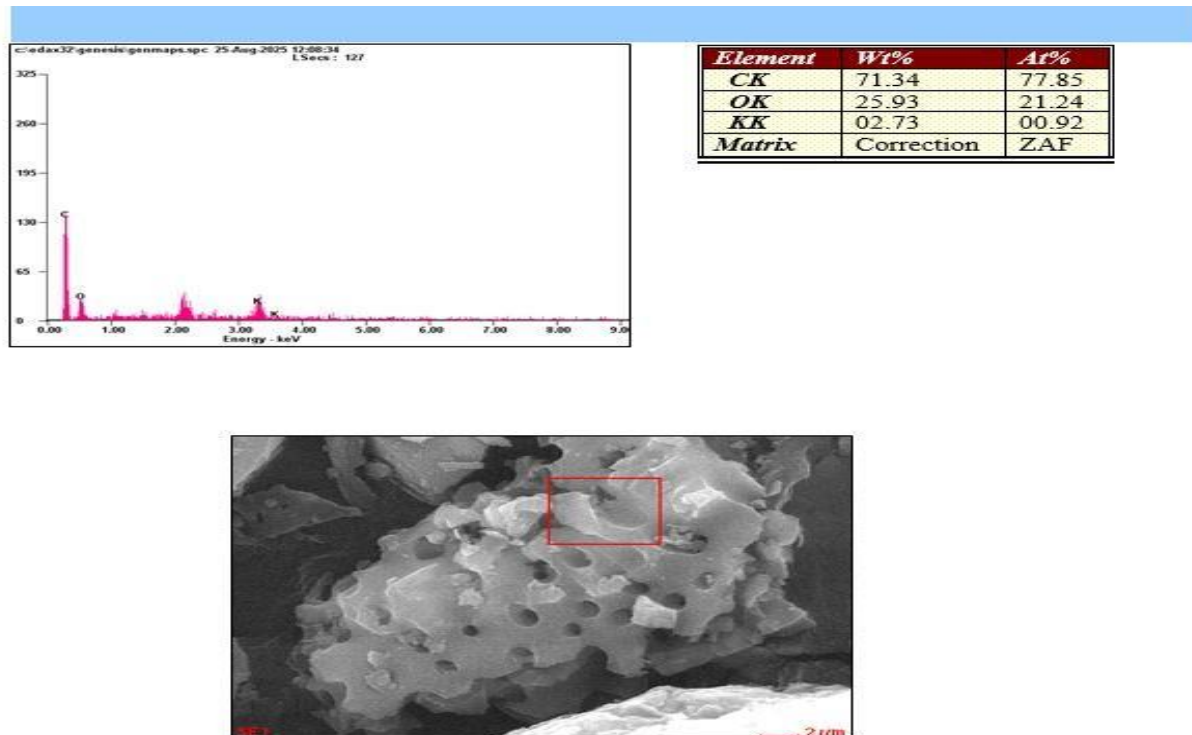 c:\edax32\genesis\genmaps.spc 25-Aug-2025 12:08:34
LSecs : 127
325
260
195
130
65
0
C
O
K
K
0.00 1.00 2.00 3.00 4.00 5.00 6.00 7.00 8.00 9.0
Energy - keV
Element Wt% At%
CK 71.34 77.85
OK 25.93 21.24
KK 02.73 00.92
Matrix Correction ZAF
2 µm